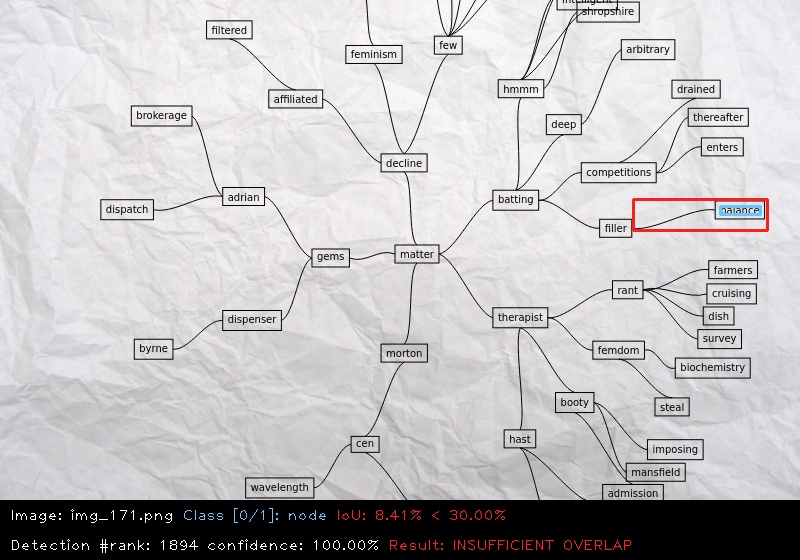 intelligent
shropshire
filtered
few
feminism
arbitrary
hmmm
drained
affiliated
brokerage
thereafter
deep
enters
decline
competitions
adrian
batting
dispatch
balance
filler
gems
matter
farmers
rant
cruising
dish
dispenser
therapist
survey
byrne
morton
femdom
biochemistry
booty
steal
cen
hast
imposing
mansfield
wavelength
admission
Image: img_171.png Class [0/1]: node IoU: 8.41% < 30.00%
Detection #rank: 1894 confidence: 100.00% Result: INSUFFICIENT OVERLAP